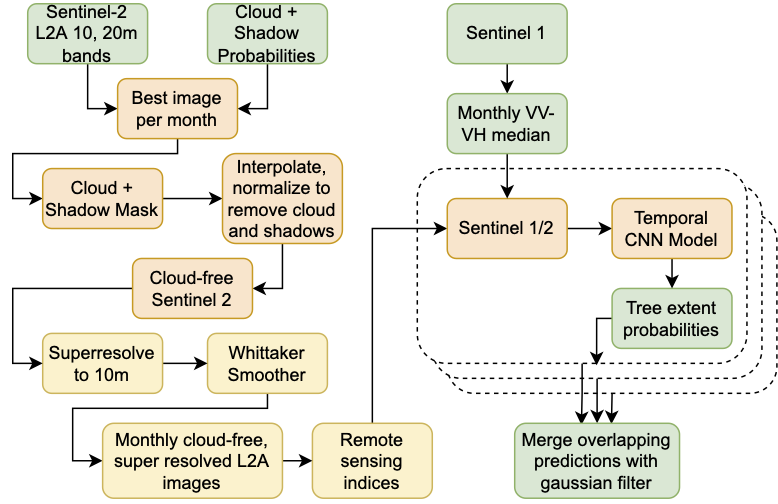 Sentinel-2
L2A 10, 20m
bands
Cloud +
Shadow
Probabilities
Best image
per month
Cloud +
Shadow Mask
Interpolate,
normalize to
remove cloud
and shadows
Cloud-free
Sentinel 2
Superresolve
to 10m
Whittaker
Smoother
Monthly cloud-free,
super resolved L2A
images
Remote
sensing
indices
Sentinel 1
Monthly VV-
VH median
Sentinel 1/2
Temporal
CNN Model
Tree extent
probabilities
Merge overlapping
predictions with
gaussian filter